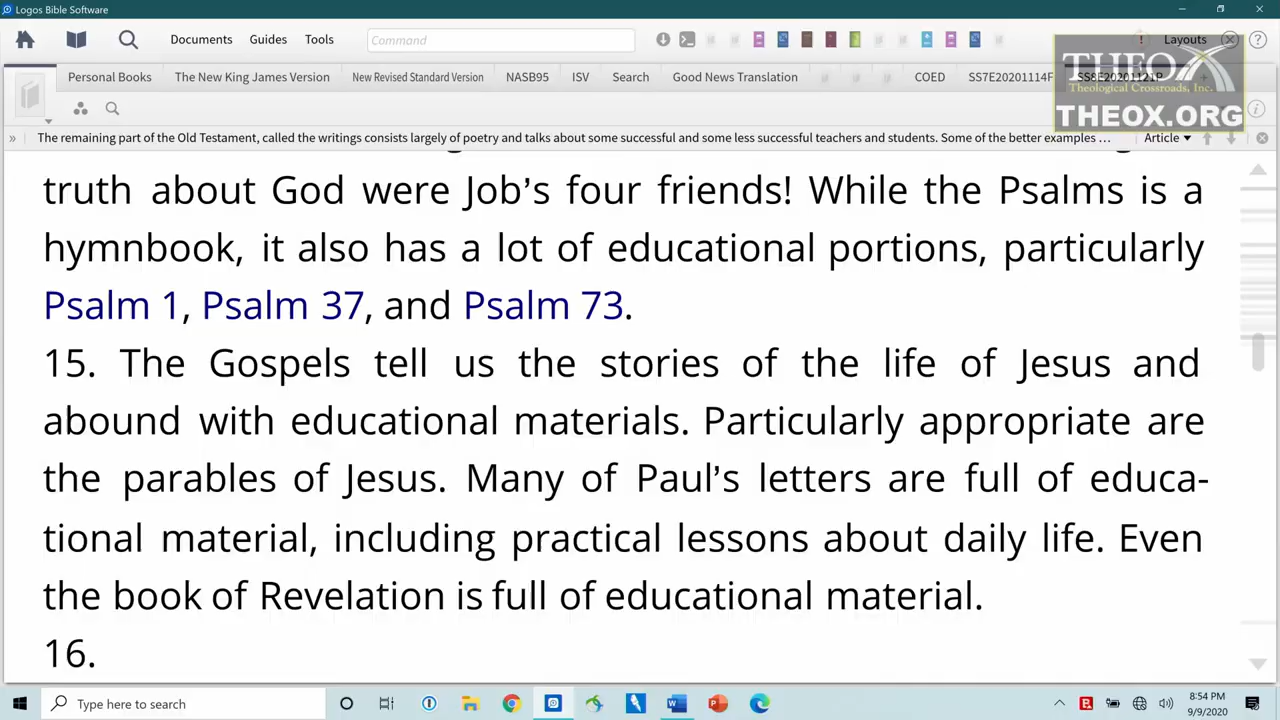 Logos Bible Software
Documents Guides Tools Command Layouts
Personal Books The New King James Version New Revised Standard Version NASB95 ISV Search Good News Translation COED SS7E20201114F SS9E20201121P
THEOX
Theological Crossroads, Inc.
THEOX.ORG
The remaining part of the Old Testament, called the writings consists largely of poetry and talks about some successful and some less successful teachers and students. Some of the better examples ... Article
truth about God were Job's four friends! While the Psalms is a
hymnbook, it also has a lot of educational portions, particularly
Psalm 1, Psalm 37, and Psalm 73.
15. The Gospels tell us the stories of the life of Jesus and
abound with educational materials. Particularly appropriate are
the parables of Jesus. Many of Paul's letters are full of educa-
tional material, including practical lessons about daily life. Even
the book of Revelation is full of educational material.
16.
Type here to search
8:54 PM
9/9/2020